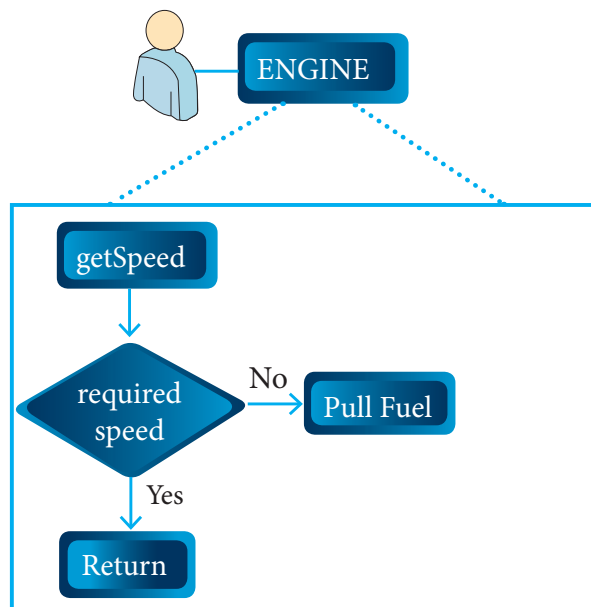 ENGINE
getSpeed
required
speed
No
Pull Fuel
Yes
Return